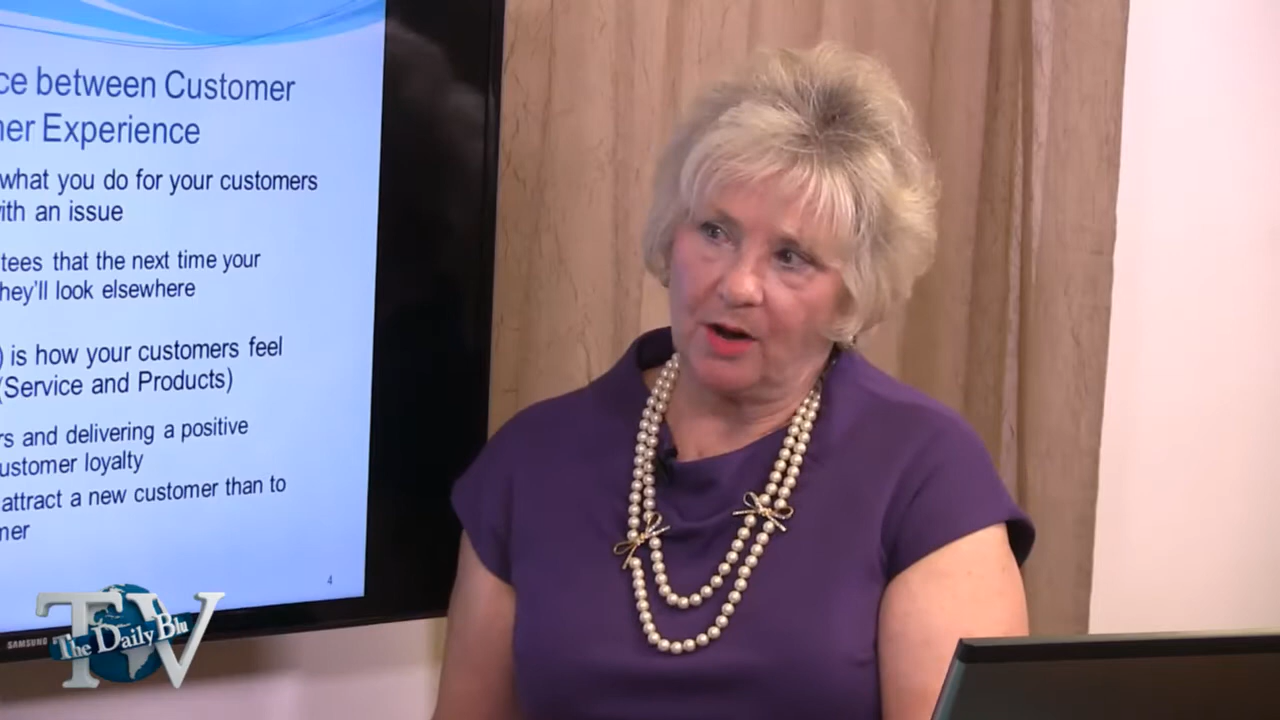 ce between Customer
er Experience
what you do for your customers
ith an issue
tees that the next time your
hey'll look elsewhere
) is how your customers feel
(Service and Products)
rs and delivering a positive
ustomer loyalty
attract a new customer than to
mer
4
SAMSUNG
TV
The Daily Blu